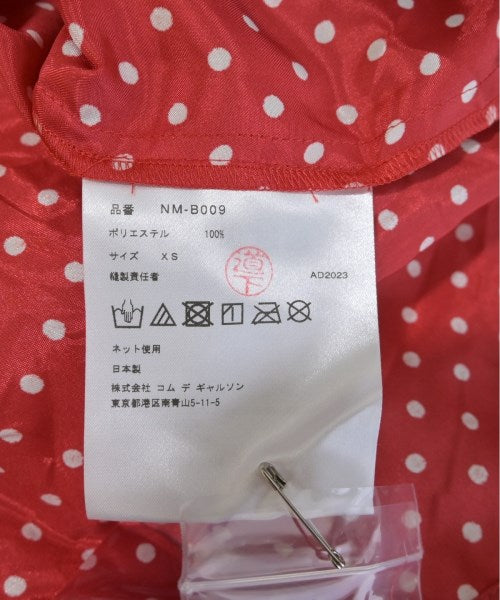 品番 NM-B009
ポリエステル 100%
サイズ XS
縫製責任者 道下 AD2023
ネット使用
日本製
株式会社 コム デ ギャルソン
東京都港区南青山5-11-5